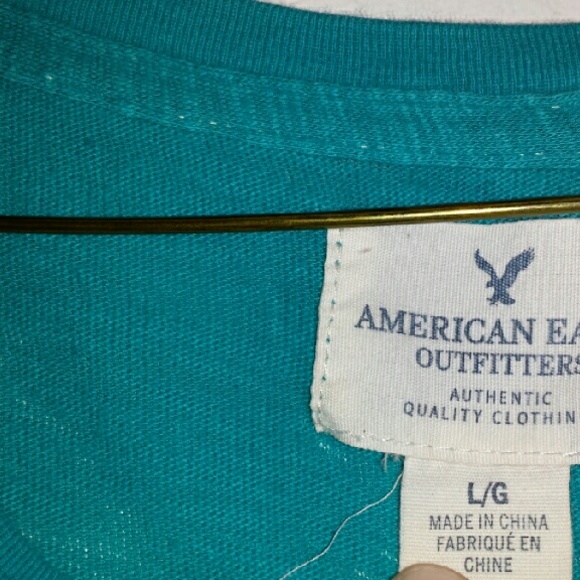 AMERICAN EA
OUTFITTERS
AUTHENTIC
QUALITY CLOTHIN
L/G
MADE IN CHINA
FABRIQUÉ EN
CHINE